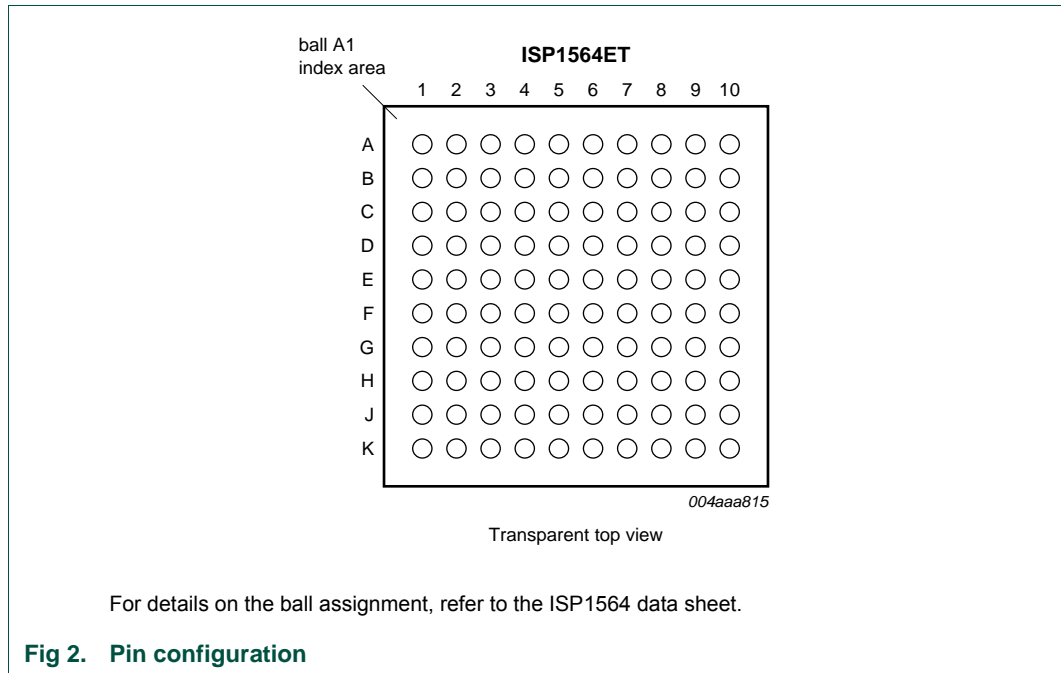 ball A1
index area
ISP1564ET
1 2 3 4 5 6 7 8 9 10
A
B
C
D
E
F
G
H
J
K
004aaa815
Transparent top view
For details on the ball assignment, refer to the ISP1564 data sheet.
Fig 2. Pin configuration